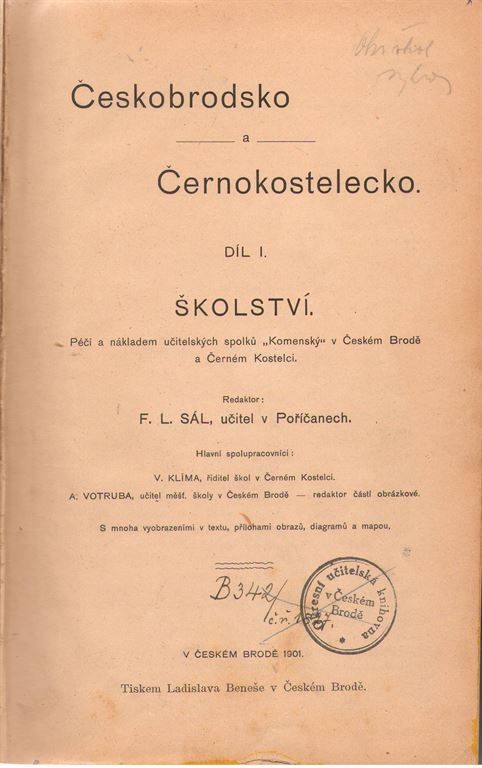 Českobrodsko
a
Černokostelecko.
DÍL I.
ŠKOLSTVÍ.
Péčí a nákladem učitelských spolků „Komenský“ v Českém Brodě
a Černém Kostelci.
Redaktor:
F. L. SÁL, učitel v Poříčanech.
Hlavní spolupracovníci:
V. KLÍMA, řiditel škol v Černém Kostelci.
A. VOTRUBA, učitel měšť. školy v Českém Brodě — redaktor částí obrázkové.
S mnoha vyobrazeními v textu, přílohami obrazů, diagramů a mapou.
B342
č.ř.
Okresní učitelská knihovna
v Českém
Brodě
V ČESKÉM BRODĚ 1901.
Tiskem Ladislava Beneše v Českém Brodě.